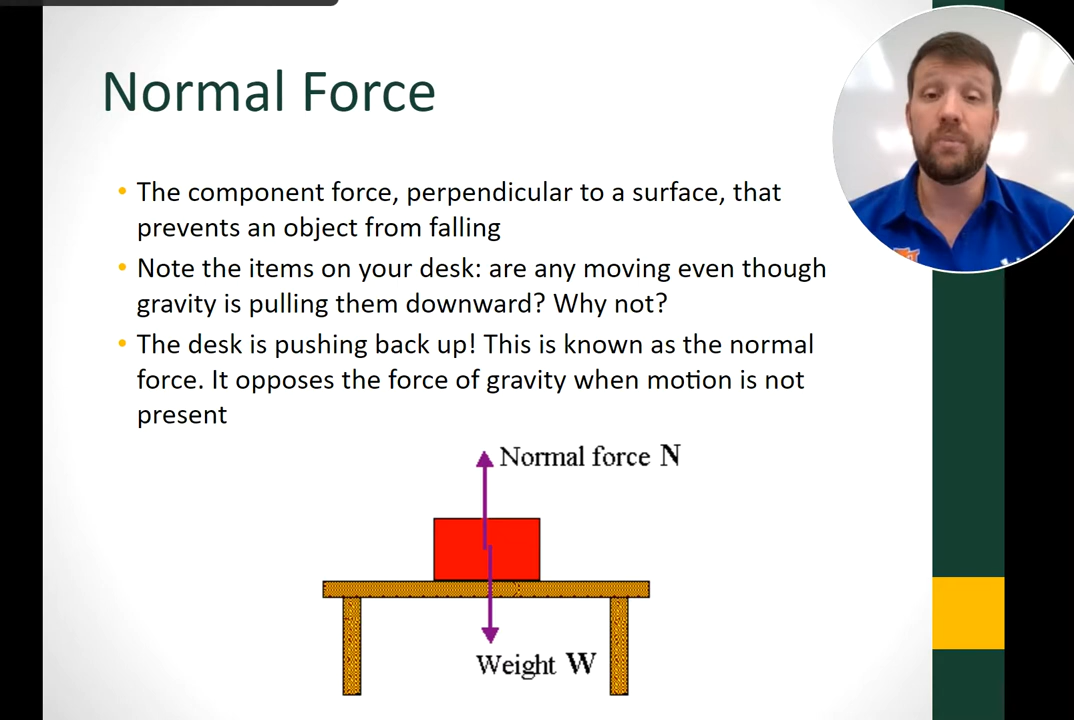 Normal Force
• The component force, perpendicular to a surface, that
prevents an object from falling
• Note the items on your desk: are any moving even though
gravity is pulling them downward? Why not?
• The desk is pushing back up! This is known as the normal
force. It opposes the force of gravity when motion is not
present
Normal force N
Weight W